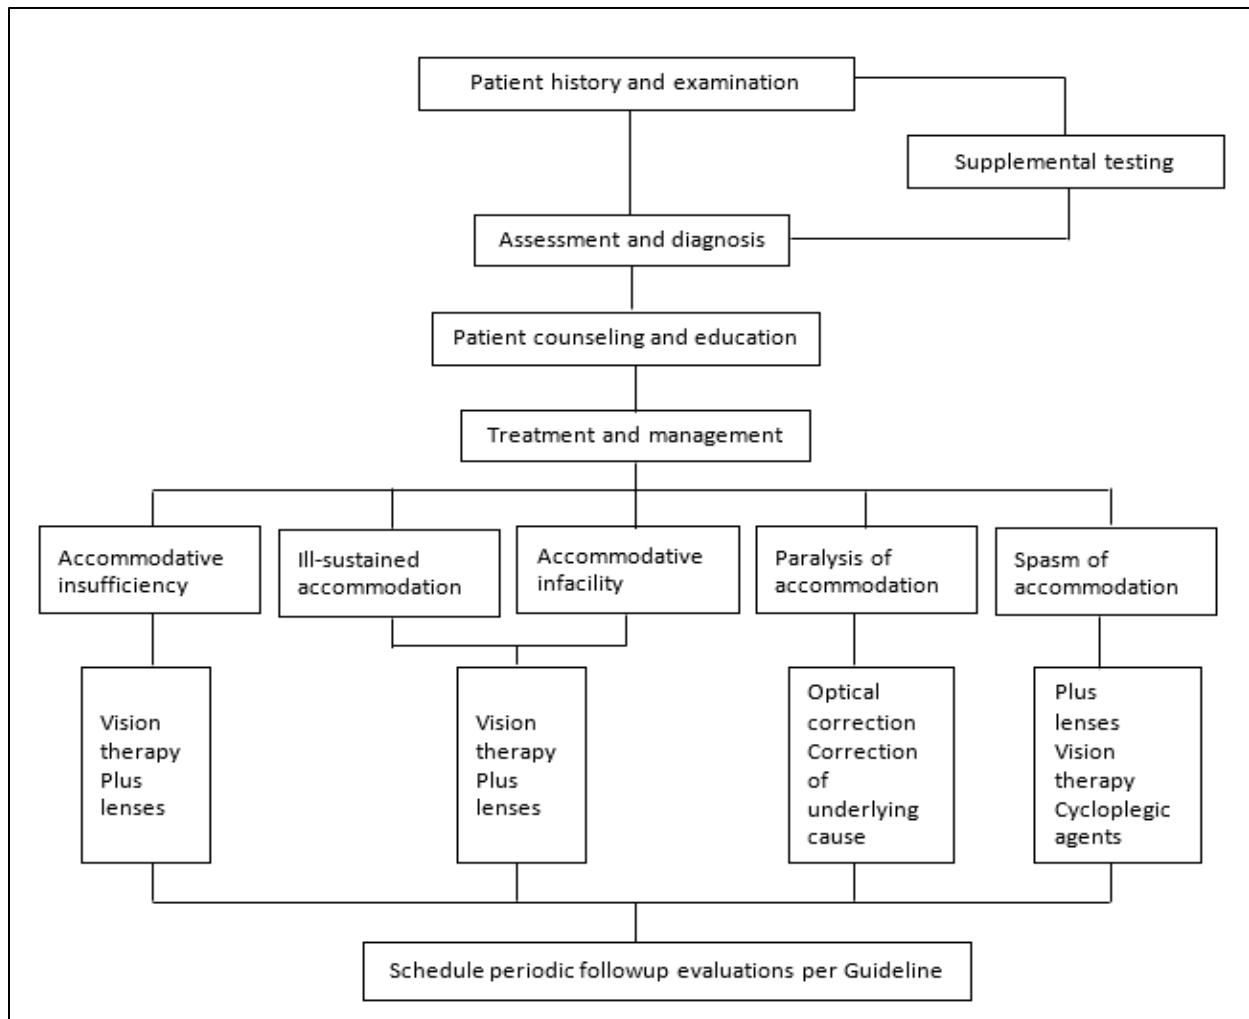 Patient history and examination
Supplemental testing
Assessment and diagnosis
Patient counseling and education
Treatment and management
Accommodative
insufficiency
Ill-sustained
accommodation
Accommodative
infacility
Paralysis of
accommodation
Spasm of
accommodation
Vision
therapy
Plus
lenses
Vision
therapy
Plus
lenses
Optical
correction
Correction
of
underlying
cause
Plus
lenses
Vision
therapy
Cycloplegic
agents
Schedule periodic followup evaluations per Guideline